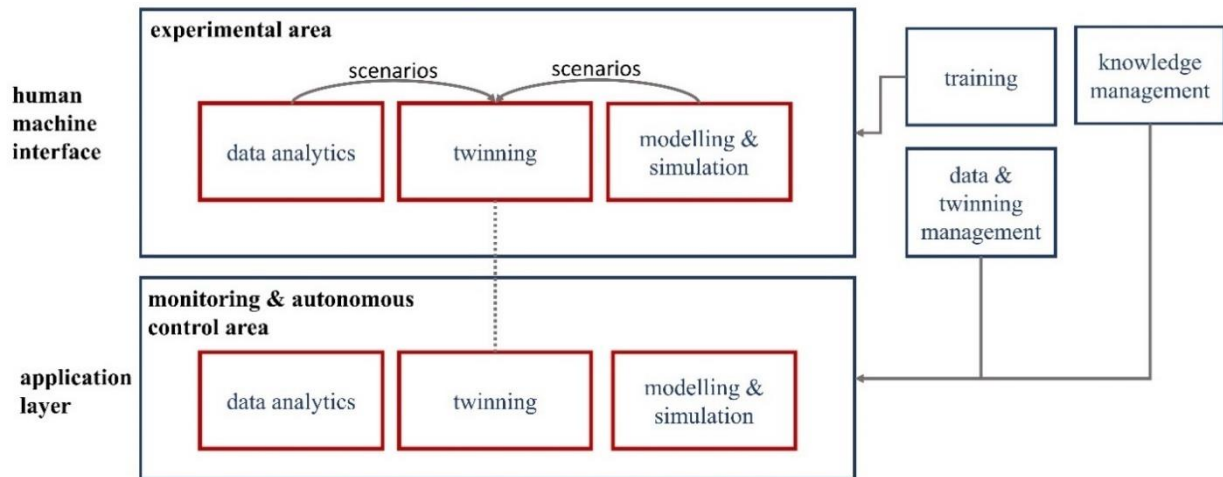 experimental area
scenarios
scenarios
human
machine
interface
data analytics
twinning
modelling &
simulation
training
knowledge
management
data &
twinning
management
monitoring & autonomous
control area
application
layer
data analytics
twinning
modelling &
simulation